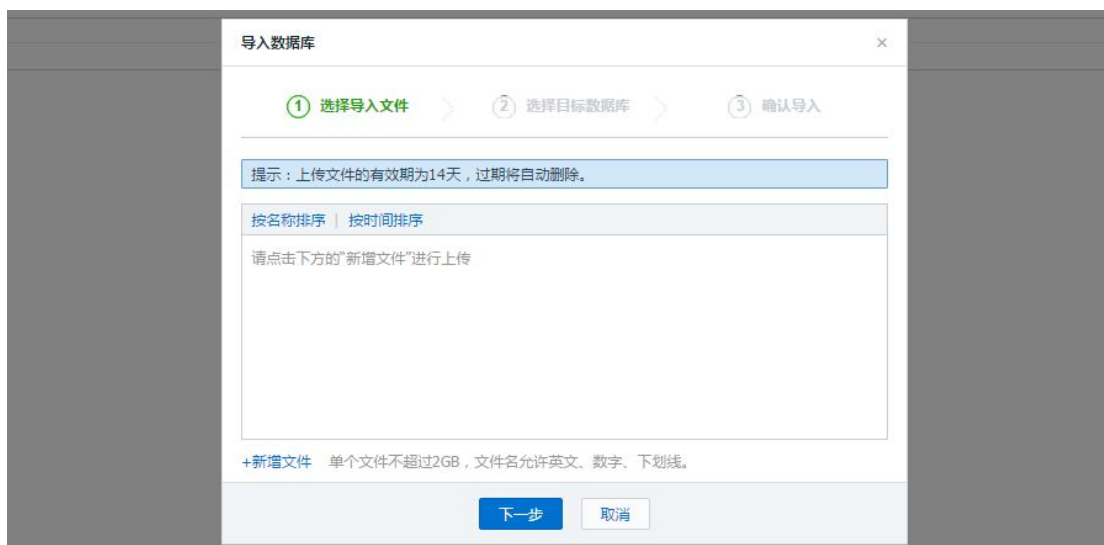 导入数据库 ×
1 选择导入文件 2 选择目标数据库 3 确认导入
提示：上传文件的有效期为14天，过期将自动删除。
按名称排序 | 按时间排序
请点击下方的"新增文件"进行上传
+新增文件 单个文件不超过2GB，文件名允许英文、数字、下划线。
下一步 取消